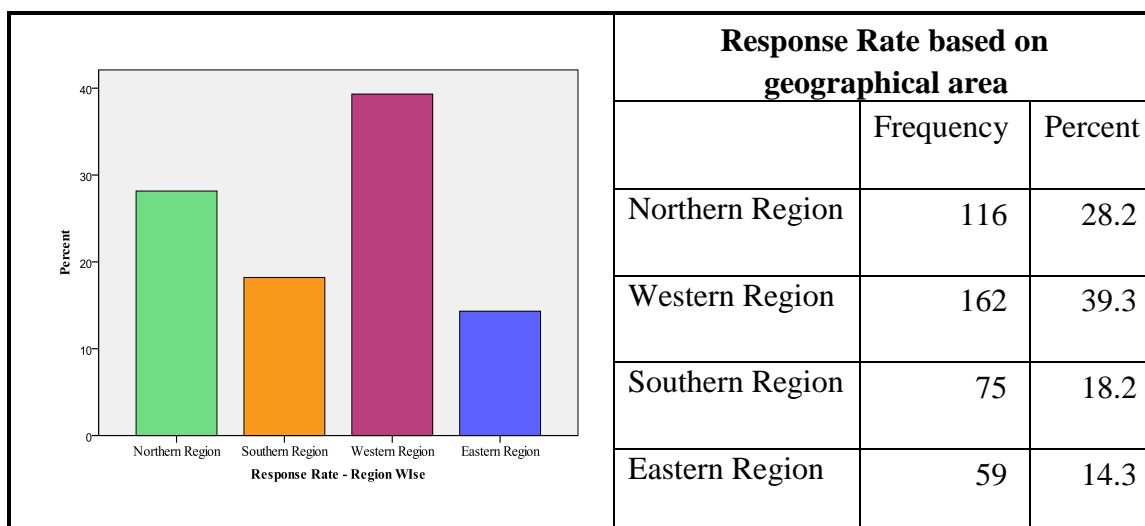 40
30
20
10
0
Percent
Northern Region Southern Region Western Region Eastern Region
Response Rate - Region WIse
Response Rate based on
geographical area
Frequency Percent
Northern Region 116 28.2
Western Region 162 39.3
Southern Region 75 18.2
Eastern Region 59 14.3